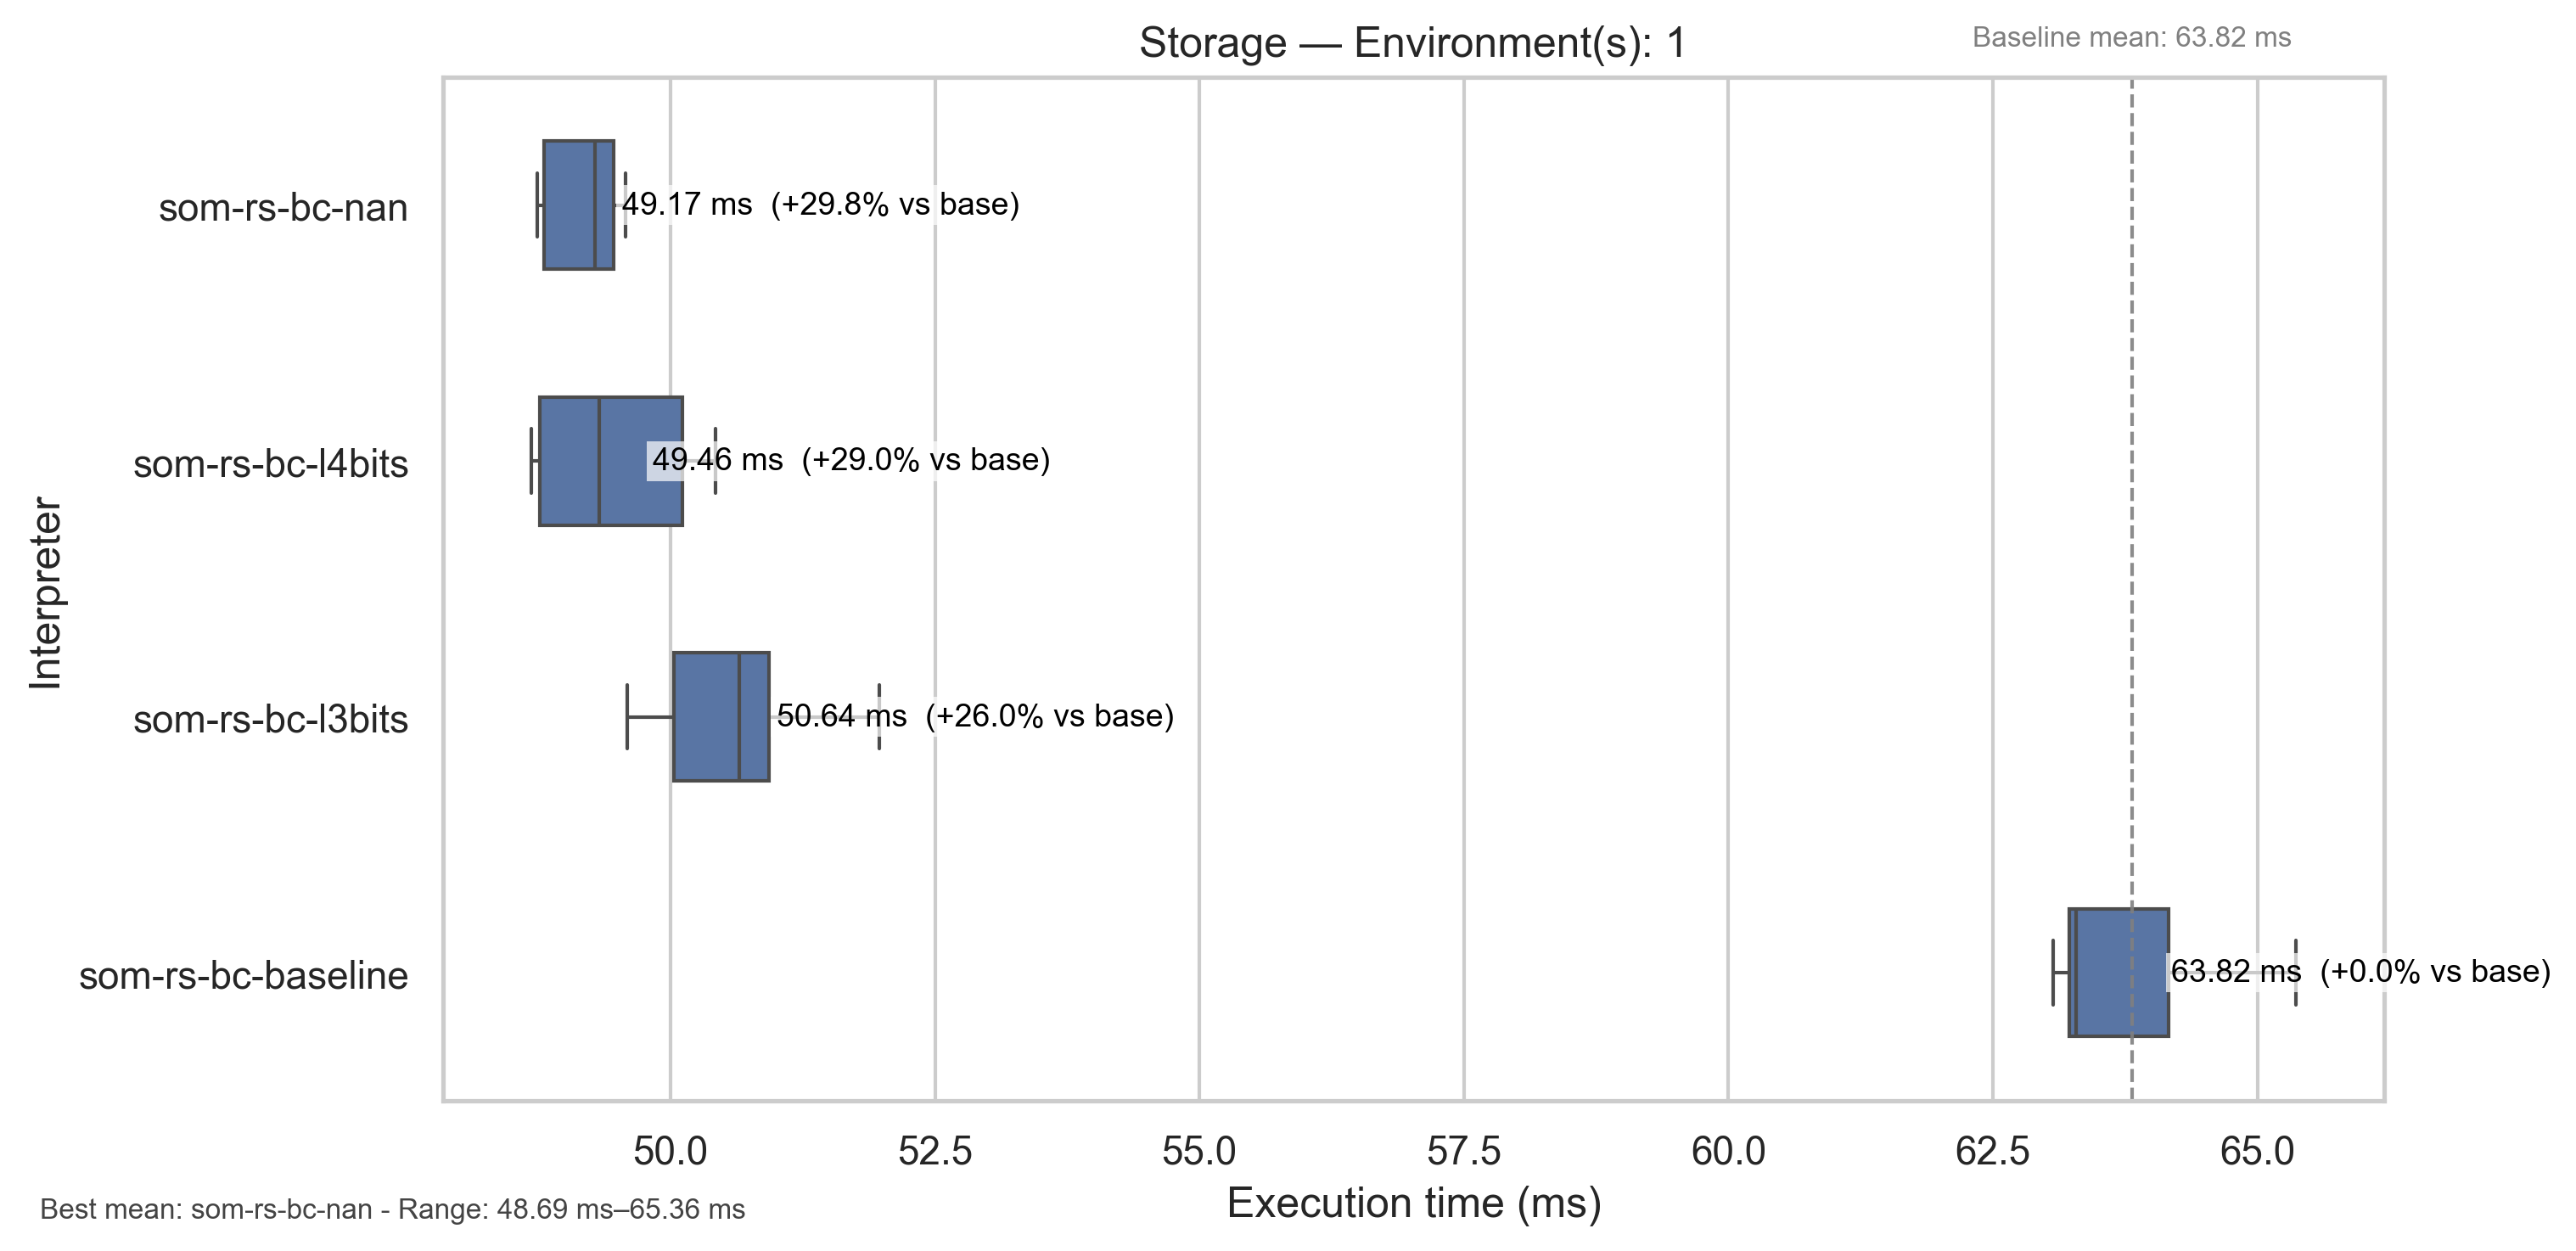 Storage — Environment(s): 1
Baseline mean: 63.82 ms
som-rs-bc-nan
49.17 ms (+29.8% vs base)
som-rs-bc-l4bits
49.46 ms (+29.0% vs base)
Interpreter
som-rs-bc-l3bits
50.64 ms (+26.0% vs base)
som-rs-bc-baseline
63.82 ms (+0.0% vs base)
50.0 52.5 55.0 57.5 60.0 62.5 65.0
Execution time (ms)
Best mean: som-rs-bc-nan - Range: 48.69 ms–65.36 ms